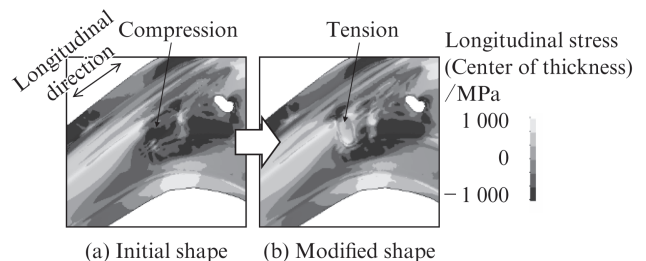 Longitudinal
direction
Compression
Tension
Longitudinal stress
(Center of thickness)
/MPa
1 000
0
－1 000
(a) Initial shape
(b) Modified shape